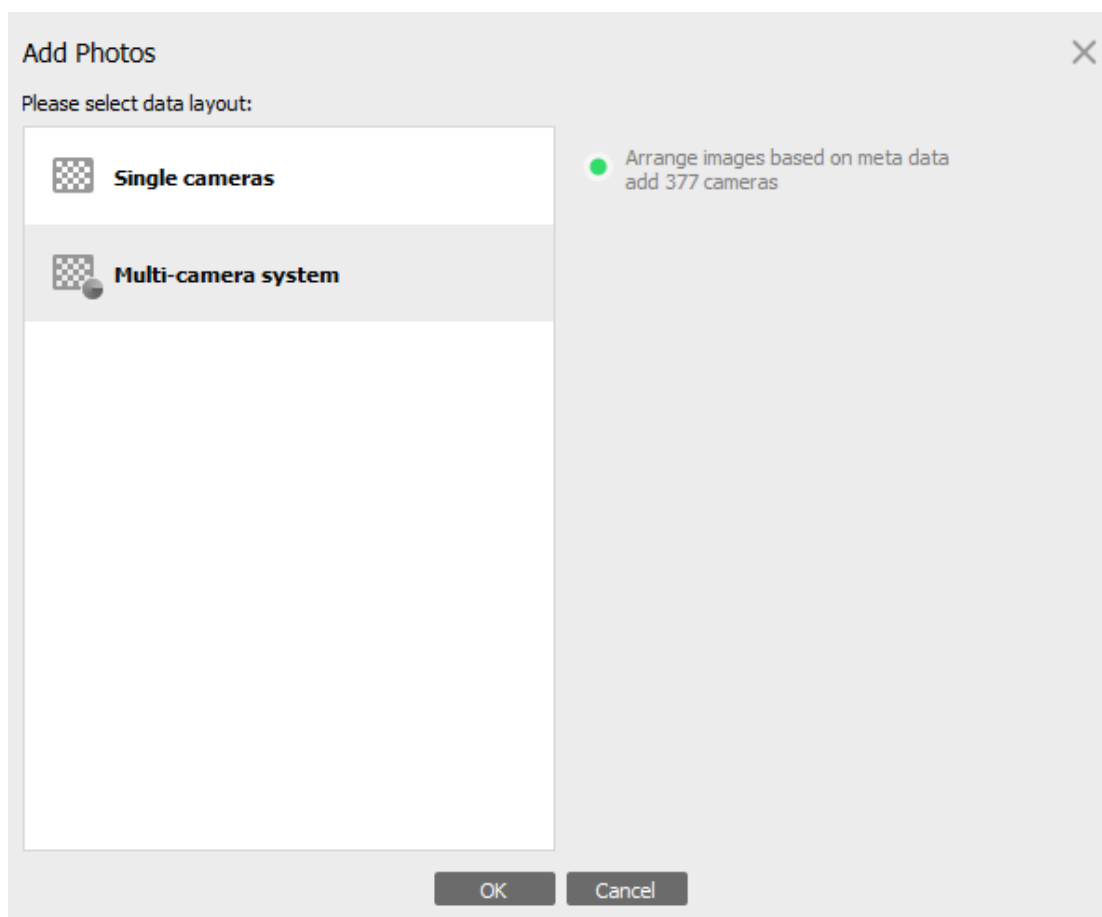 Add Photos
Please select data layout:
Single cameras
Multi-camera system
Arrange images based on meta data
add 377 cameras
OK
Cancel